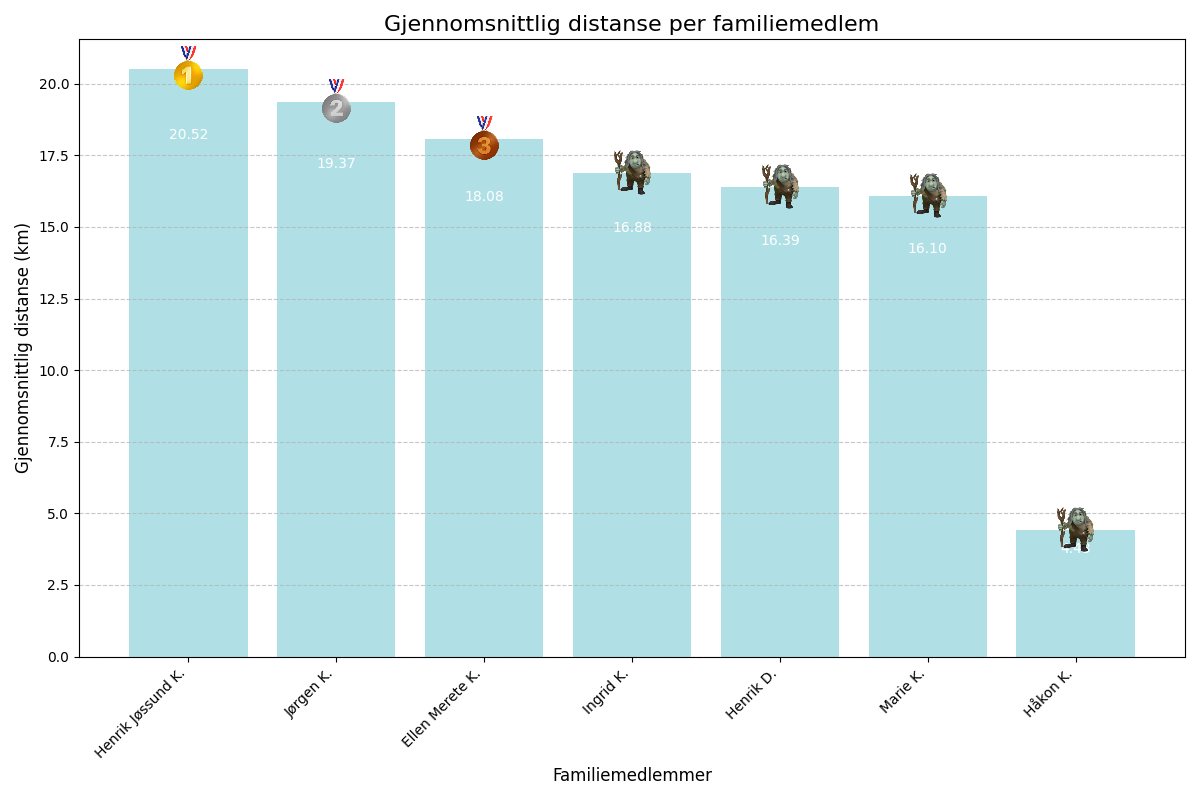 Gjennomsnittlig distanse per familiemedlem
Gjennomsnittlig distanse (km)
20.0
17.5
15.0
12.5
10.0
7.5
5.0
2.5
0.0
1
2
3
20.52
19.37
18.08
16.88
16.39
16.10
Henrik Jøssund K.
Jørgen K.
Ellen Merete K.
Ingrid K.
Henrik D.
Marie K.
Håkon K.
Familiemedlemmer